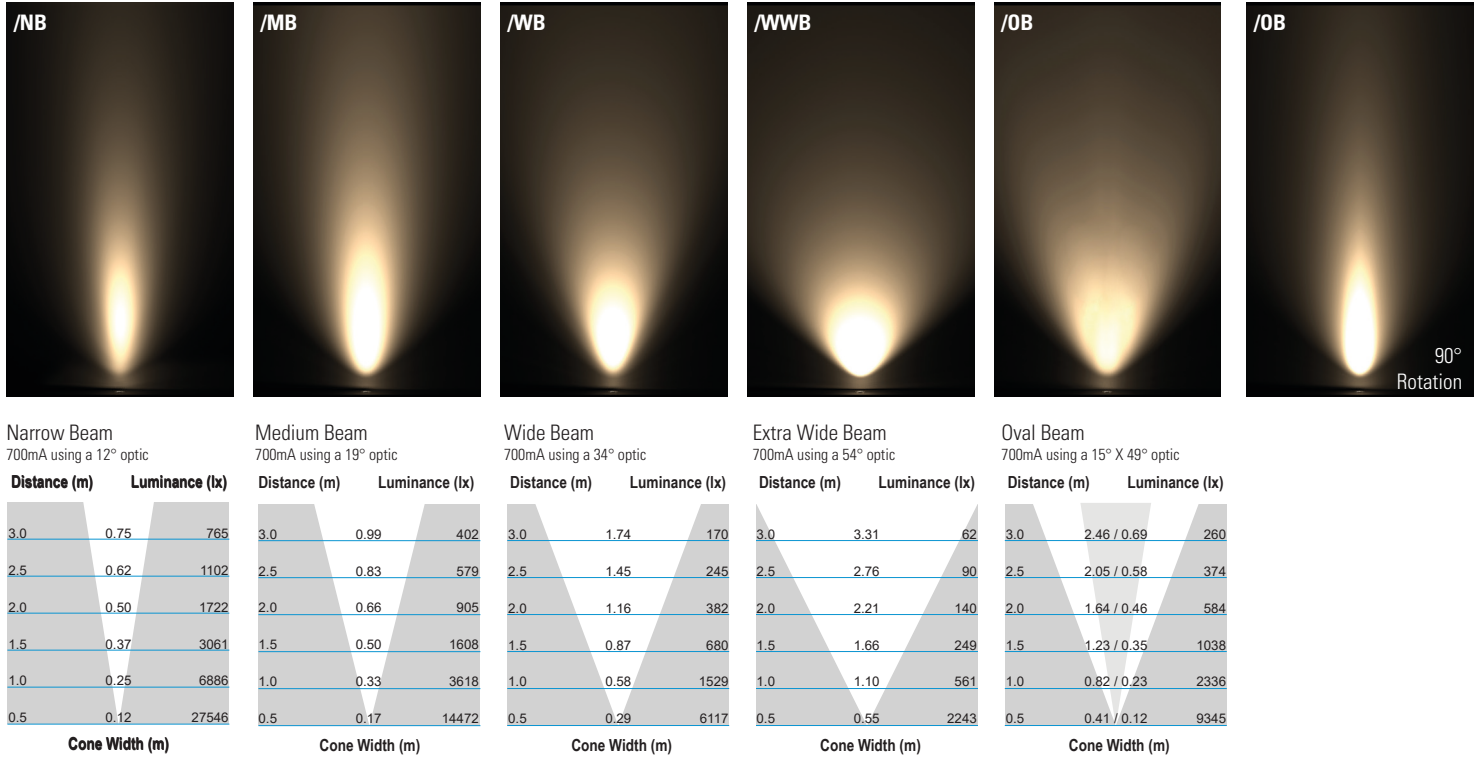 /NB
/MB
/WB
/WWB
/OB
/OB
90°
Rotation
Narrow Beam
700mA using a 12° optic
Distance (m) Luminance (lx)
3.0 0.75 765
2.5 0.62 1102
2.0 0.50 1722
1.5 0.37 3061
1.0 0.25 6886
0.5 0.12 27546
Cone Width (m)
Medium Beam
700mA using a 19° optic
Distance (m) Luminance (lx)
3.0 0.99 402
2.5 0.83 579
2.0 0.66 905
1.5 0.50 1608
1.0 0.33 3618
0.5 0.17 14472
Cone Width (m)
Wide Beam
700mA using a 34° optic
Distance (m) Luminance (lx)
3.0 1.74 170
2.5 1.45 245
2.0 1.16 382
1.5 0.87 680
1.0 0.58 1529
0.5 0.29 6117
Cone Width (m)
Extra Wide Beam
700mA using a 54° optic
Distance (m) Luminance (lx)
3.0 3.31 62
2.5 2.76 90
2.0 2.21 140
1.5 1.66 249
1.0 1.10 561
0.5 0.55 2243
Cone Width (m)
Oval Beam
700mA using a 15° X 49° optic
Distance (m) Luminance (lx)
3.0 2.46 / 0.69 260
2.5 2.05 / 0.58 374
2.0 1.64 / 0.46 584
1.5 1.23 / 0.35 1038
1.0 0.82 / 0.23 2336
0.5 0.41 / 0.12 9345
Cone Width (m)